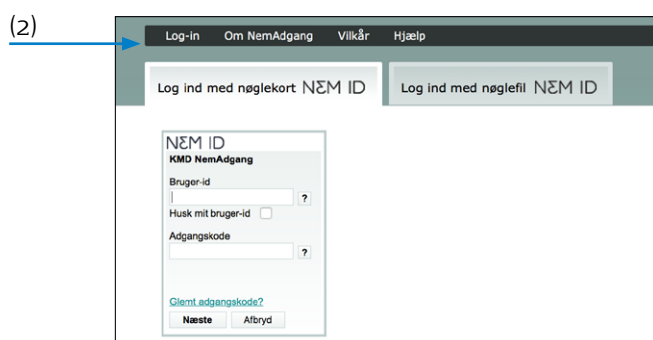 (2)
Log-in Om NemAdgang Vilkår Hjælp
Log ind med nøglekort NEM ID Log ind med nøglefil NEM ID
NEM ID
KMD NemAdgang
Bruger-id
?
Husk mit bruger-id
Adgangskode
?
Glemt adgangskode?
Næste Afbryd